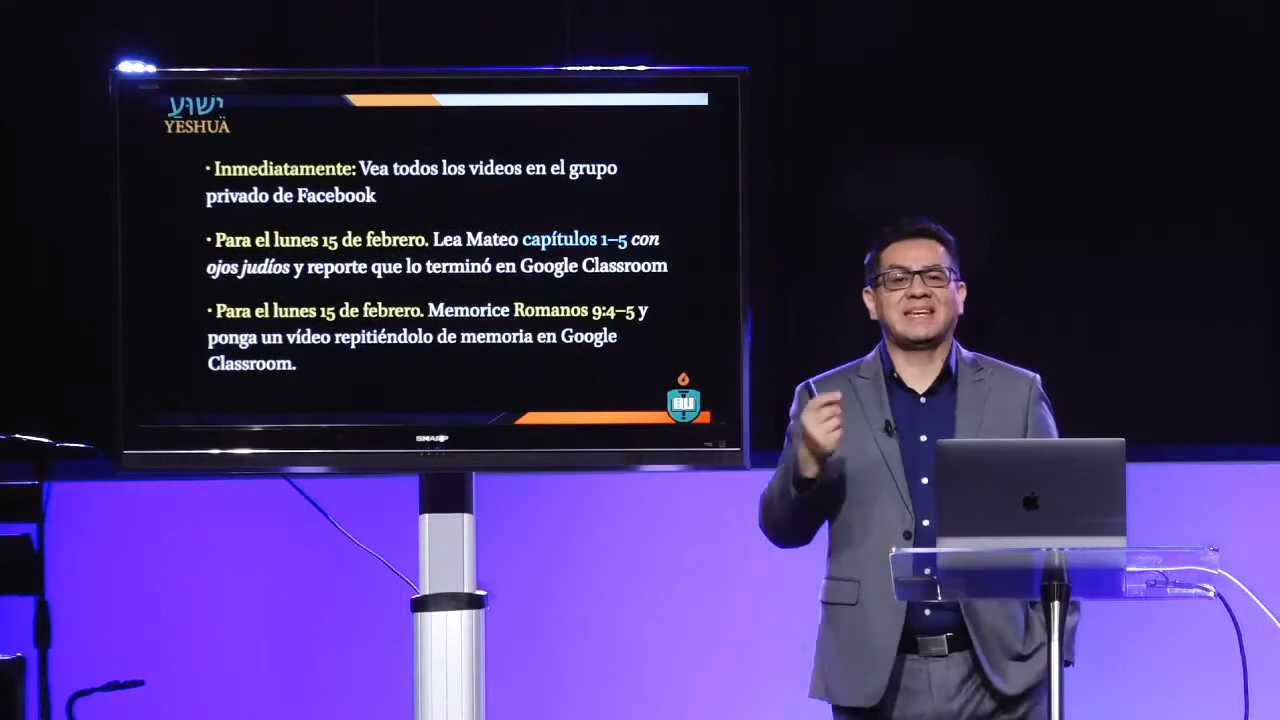 יֵשׁוּעַ
YESHUA
· Inmediatamente: Vea todos los videos en el grupo
privado de Facebook
· Para el lunes 15 de febrero. Lea Mateo capítulos 1–5 con
ojos judíos y reporte que lo terminó en Google Classroom
· Para el lunes 15 de febrero. Memorice Romanos 9:4–5 y
ponga un vídeo repitiéndolo de memoria en Google
Classroom.
SHARP